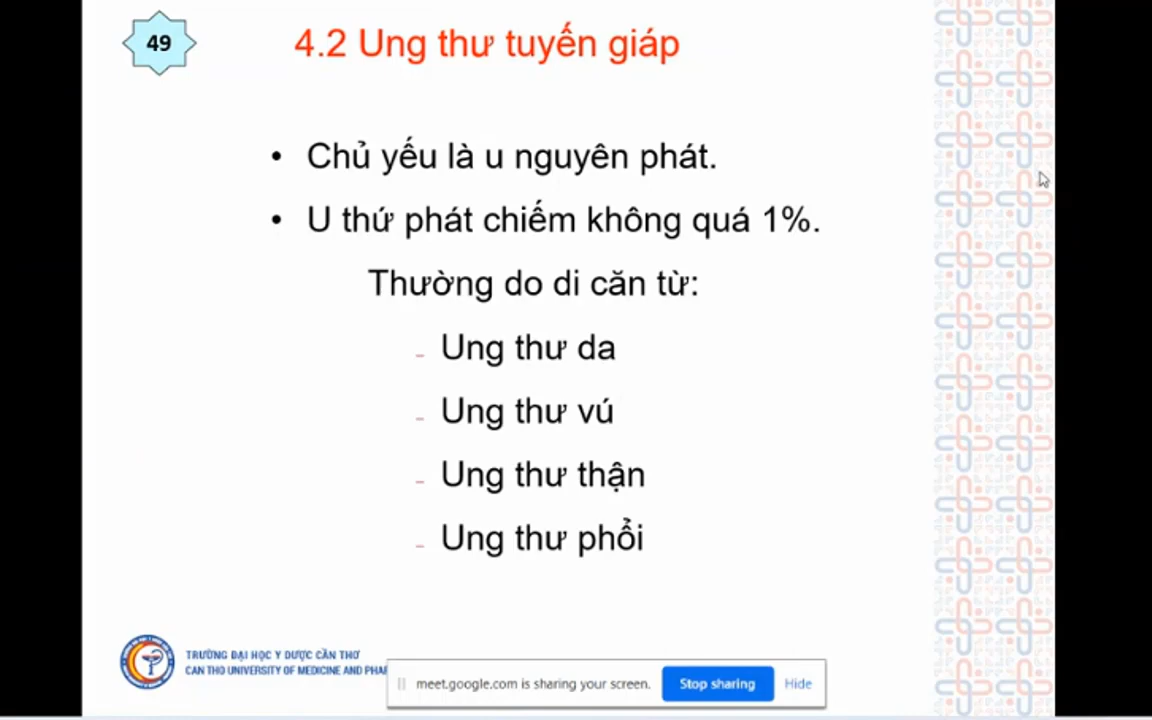 49
4.2 Ung thư tuyến giáp
• Chủ yếu là u nguyên phát.
• U thứ phát chiếm không quá 1%.
Thường do di căn từ:
- Ung thư da
- Ung thư vú
- Ung thư thận
- Ung thư phổi
TRƯỜNG ĐẠI HỌC Y DƯỢC CẦN THƠ
CAN THO UNIVERSITY OF MEDICINE AND PHAR
meet.google.com is sharing your screen. Stop sharing Hide